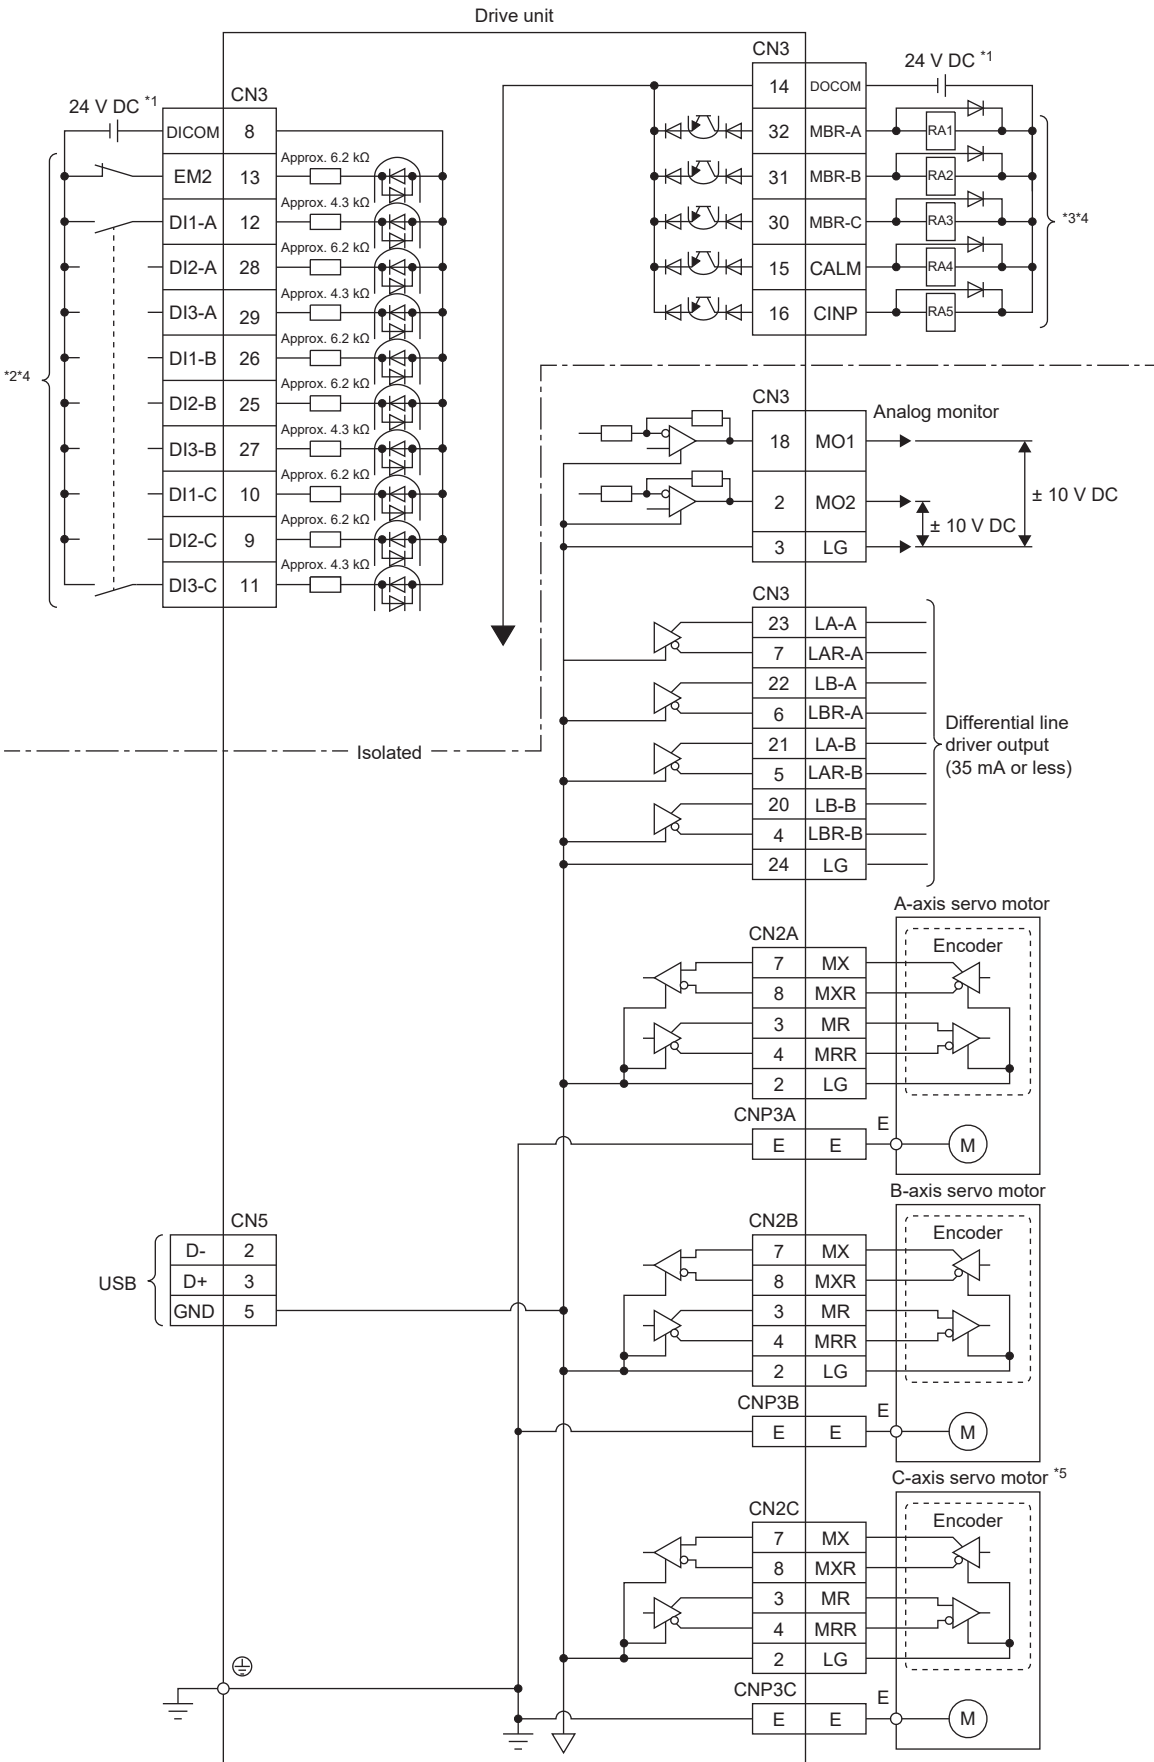 Drive unit
CN3
24 V DC *1
DICOM 8
EM2 13 Approx. 6.2 kΩ
DI1-A 12 Approx. 4.3 kΩ
DI2-A 28 Approx. 6.2 kΩ
DI3-A 29 Approx. 4.3 kΩ
DI1-B 26 Approx. 6.2 kΩ
DI2-B 25 Approx. 6.2 kΩ
DI3-B 27 Approx. 4.3 kΩ
DI1-C 10 Approx. 6.2 kΩ
DI2-C 9 Approx. 6.2 kΩ
DI3-C 11 Approx. 4.3 kΩ
*2*4
CN3
24 V DC *1
14 DOCOM
32 MBR-A RA1
31 MBR-B RA2
30 MBR-C RA3
15 CALM RA4
16 CINP RA5
*3*4
CN3
Analog monitor
18 MO1
2 MO2
3 LG
± 10 V DC
± 10 V DC
Isolated
CN3
23 LA-A
7 LAR-A
22 LB-A
6 LBR-A
21 LA-B
5 LAR-B
20 LB-B
4 LBR-B
24 LG
Differential line
driver output
(35 mA or less)
A-axis servo motor
CN2A
Encoder
7 MX
8 MXR
3 MR
4 MRR
2 LG
CNP3A
E E E M
B-axis servo motor
CN5
D- 2
D+ 3
GND 5
USB
CN2B
Encoder
7 MX
8 MXR
3 MR
4 MRR
2 LG
CNP3B
E E E M
C-axis servo motor *5
CN2C
Encoder
7 MX
8 MXR
3 MR
4 MRR
2 LG
CNP3C
E E E M